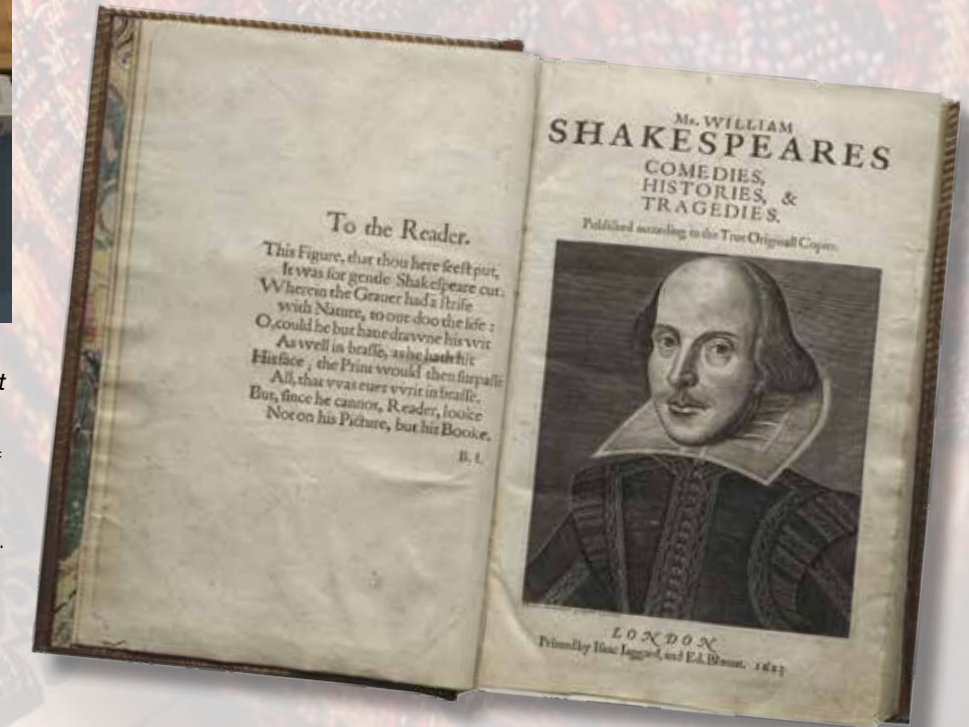 To the Reader.
This Figure, that thou here seest put,
It was for gentle Shakespeare cut;
Wherein the Grauer had a strife
with Nature, to out-doo the life :
O, could he but haue drawne his wit
As well in brasse, as he hath hit
His face , the Print would then surpasse
All, that vvas euer vvrit in brasse.
But, since he cannot, Reader, looke
Not on his Picture, but his Booke.
B. I.
Mr. WILLIAM
SHAKESPEARES
COMEDIES,
HISTORIES, &
TRAGEDIES.
Published according to the True Originall Copies.
LONDON
Printed by Isaac Iaggard, and Ed. Blount. 1623